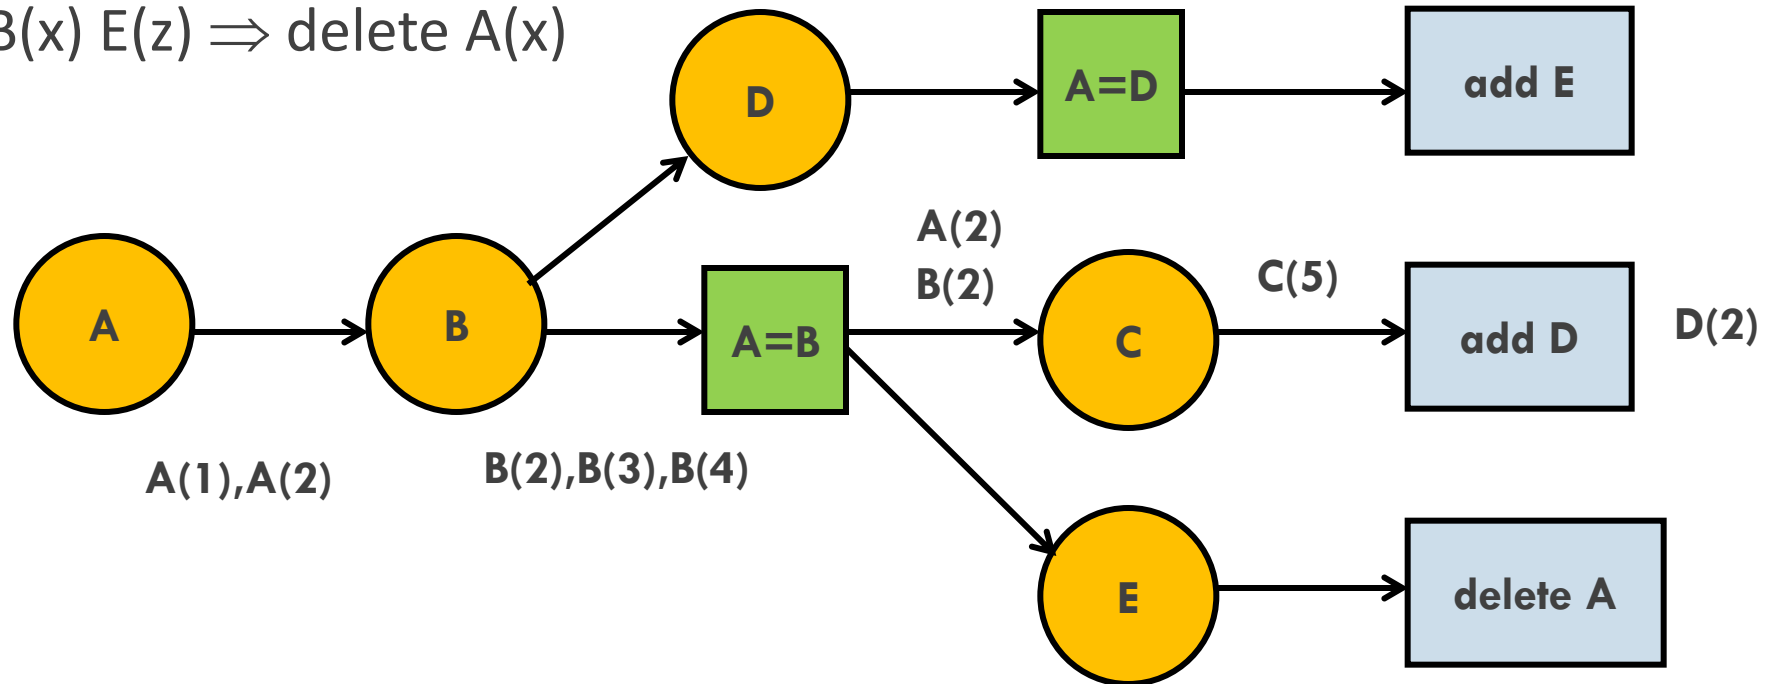 B(x) E(z) ⇒ delete A(x)
D
A=D
add E
A(2)
B(2)
C(5)
A
B
A=B
C
add D
D(2)
A(1),A(2)
B(2),B(3),B(4)
E
delete A